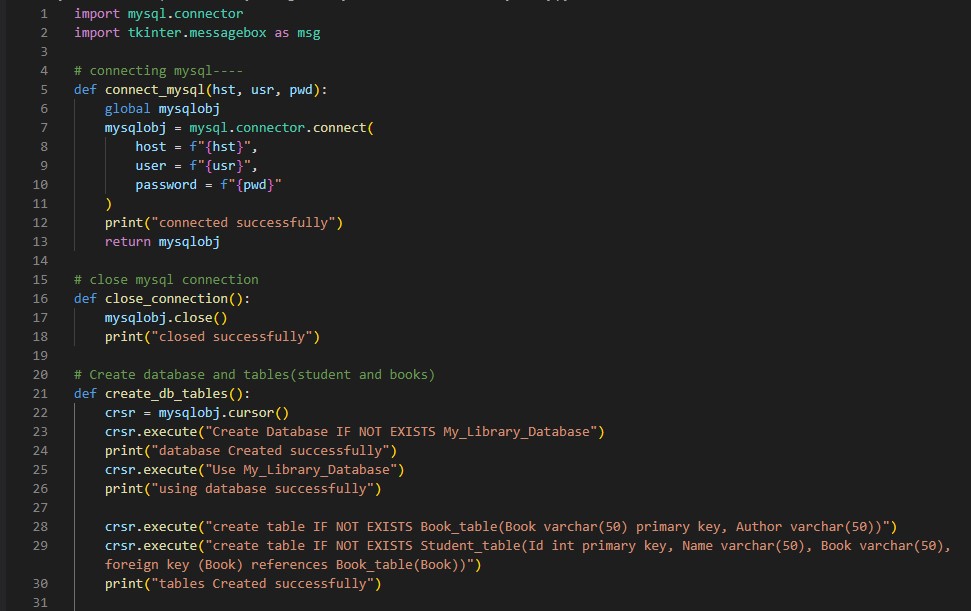 1 import mysql.connector
2 import tkinter.messagebox as msg
3
4 # connecting mysql----
5 def connect_mysql(hst, usr, pwd):
6 global mysqlobj
7 mysqlobj = mysql.connector.connect(
8 host = f"{hst}",
9 user = f"{usr}",
10 password = f"{pwd}"
11 )
12 print("connected successfully")
13 return mysqlobj
14
15 # close mysql connection
16 def close_connection():
17 mysqlobj.close()
18 print("closed successfully")
19
20 # Create database and tables(student and books)
21 def create_db_tables():
22 crsr = mysqlobj.cursor()
23 crsr.execute("Create Database IF NOT EXISTS My_Library_Database")
24 print("database Created successfully")
25 crsr.execute("Use My_Library_Database")
26 print("using database successfully")
27
28 crsr.execute("create table IF NOT EXISTS Book_table(Book varchar(50) primary key, Author varchar(50))")
29 crsr.execute("create table IF NOT EXISTS Student_table(Id int primary key, Name varchar(50), Book varchar(50),
foreign key (Book) references Book_table(Book))")
30 print("tables Created successfully")
31